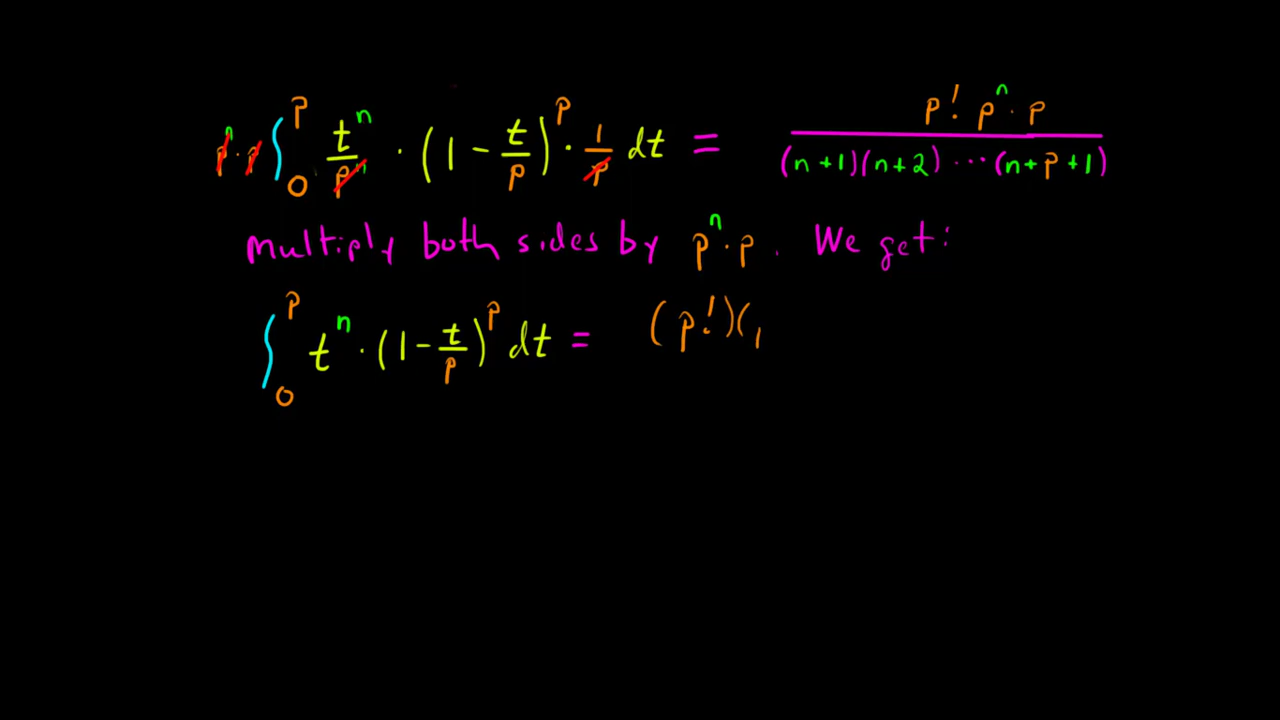 p^n · p ∫_0^p t^n/p^n · (1 - t/p)^p · 1/p dt = p! p^n · p / (n+1)(n+2) ··· (n+p+1)
multiply both sides by p^n · p . We get:
∫_0^p t^n · (1 - t/p)^p dt = (p!)(